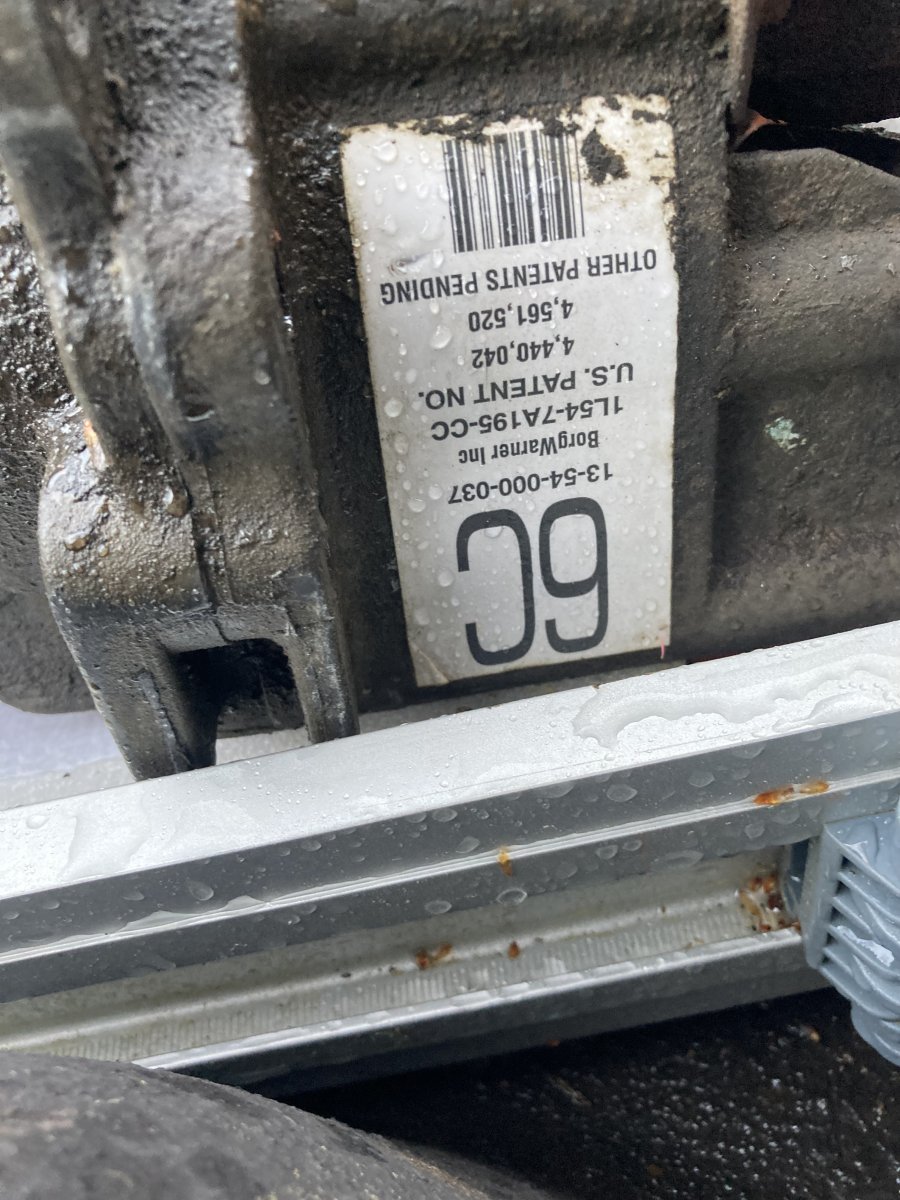 6C
13-54-000-037
BorgWarner Inc
1L54-7A195-CC
U.S. PATENT NO.
4,440,042
4,561,520
OTHER PATENTS PENDING